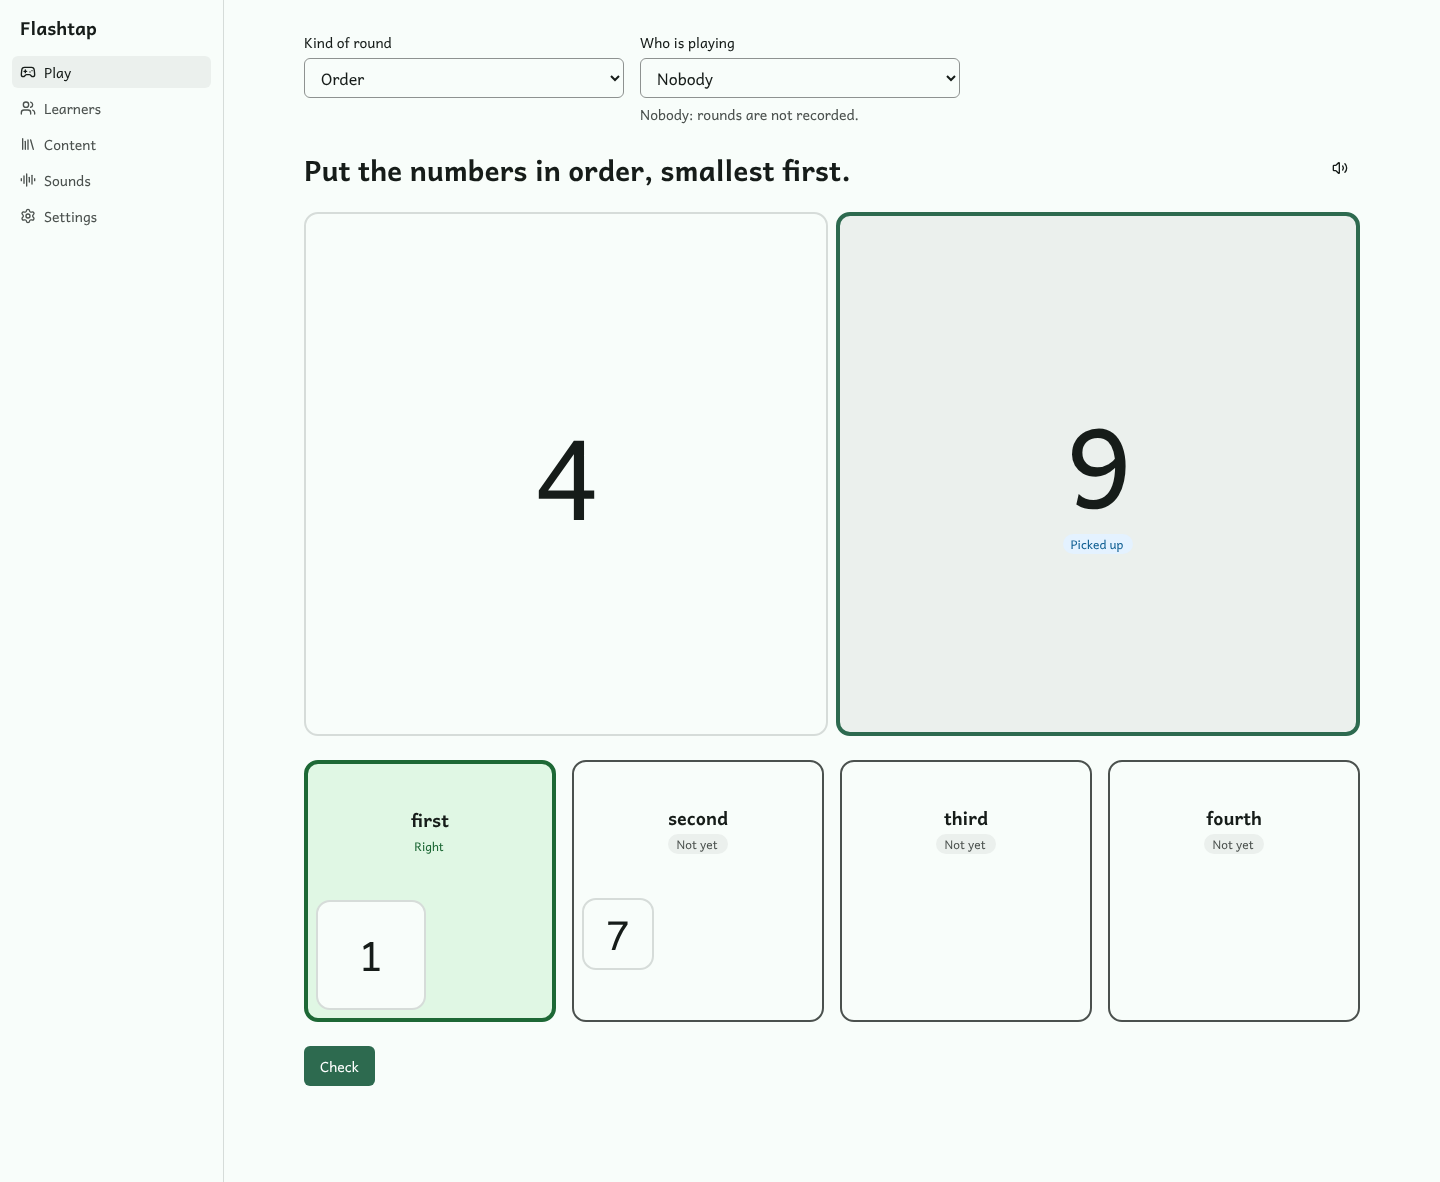 Flashtap
Play
Learners
Content
Sounds
Settings
Kind of round
Who is playing
Order
Nobody
Nobody: rounds are not recorded.
Put the numbers in order, smallest first.
4
9
Picked up
first
Right
1
second
Not yet
7
third
Not yet
fourth
Not yet
Check